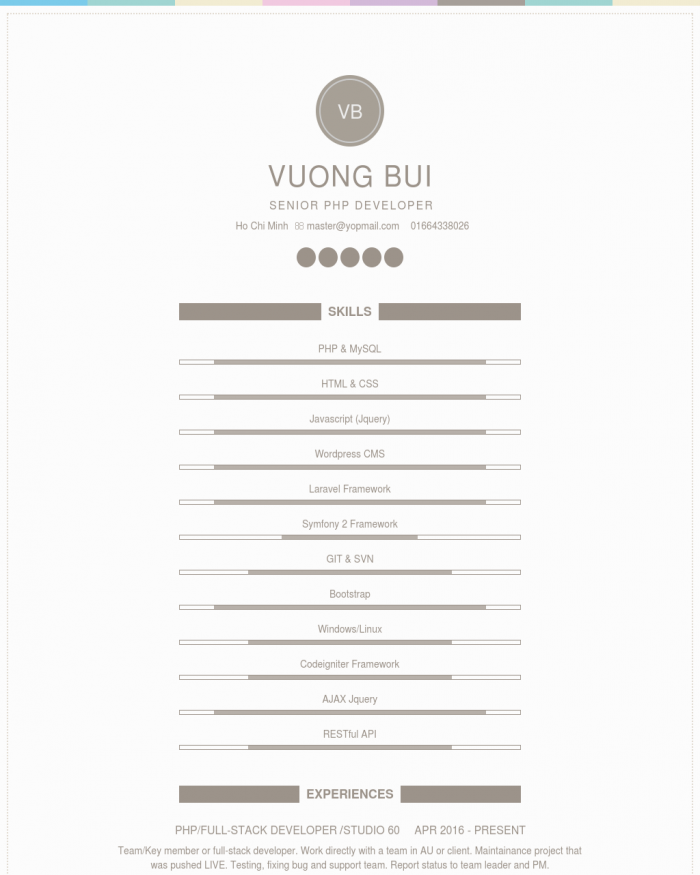 VB
VUONG BUI
SENIOR PHP DEVELOPER
Ho Chi Minh master@yopmail.com 01664338026
SKILLS
PHP & MySQL
HTML & CSS
Javascript (Jquery)
Wordpress CMS
Laravel Framework
Symfony 2 Framework
GIT & SVN
Bootstrap
Windows/Linux
Codeigniter Framework
AJAX Jquery
RESTful API
EXPERIENCES
PHP/FULL-STACK DEVELOPER /STUDIO 60 APR 2016 - PRESENT
Team/Key member or full-stack developer. Work directly with a team in AU or client. Maintainance project that
was pushed LIVE. Testing, fixing bug and support team. Report status to team leader and PM.